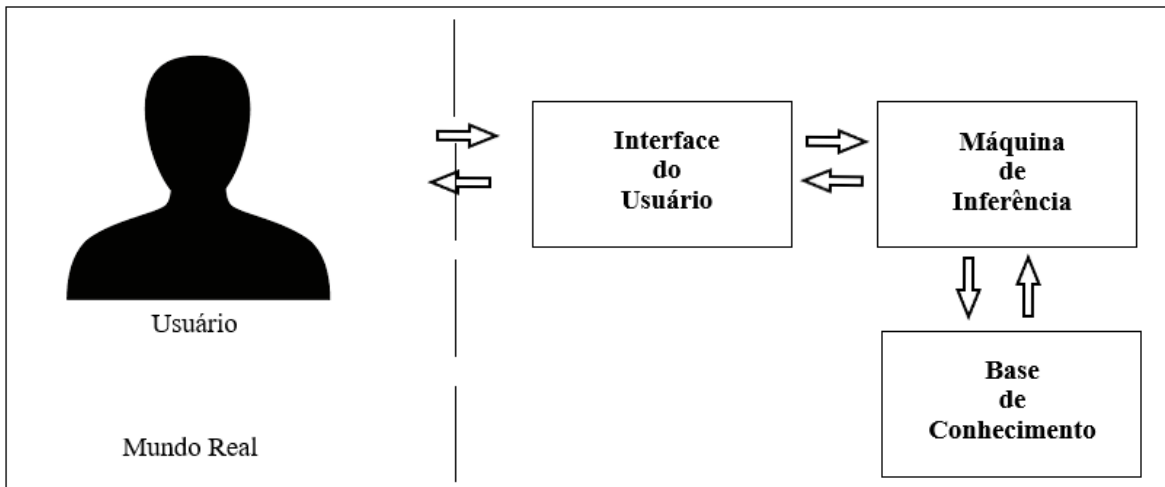 Interface
do
Usuário
Máquina
de
Inferência
Usuário
Base
de
Conhecimento
Mundo Real